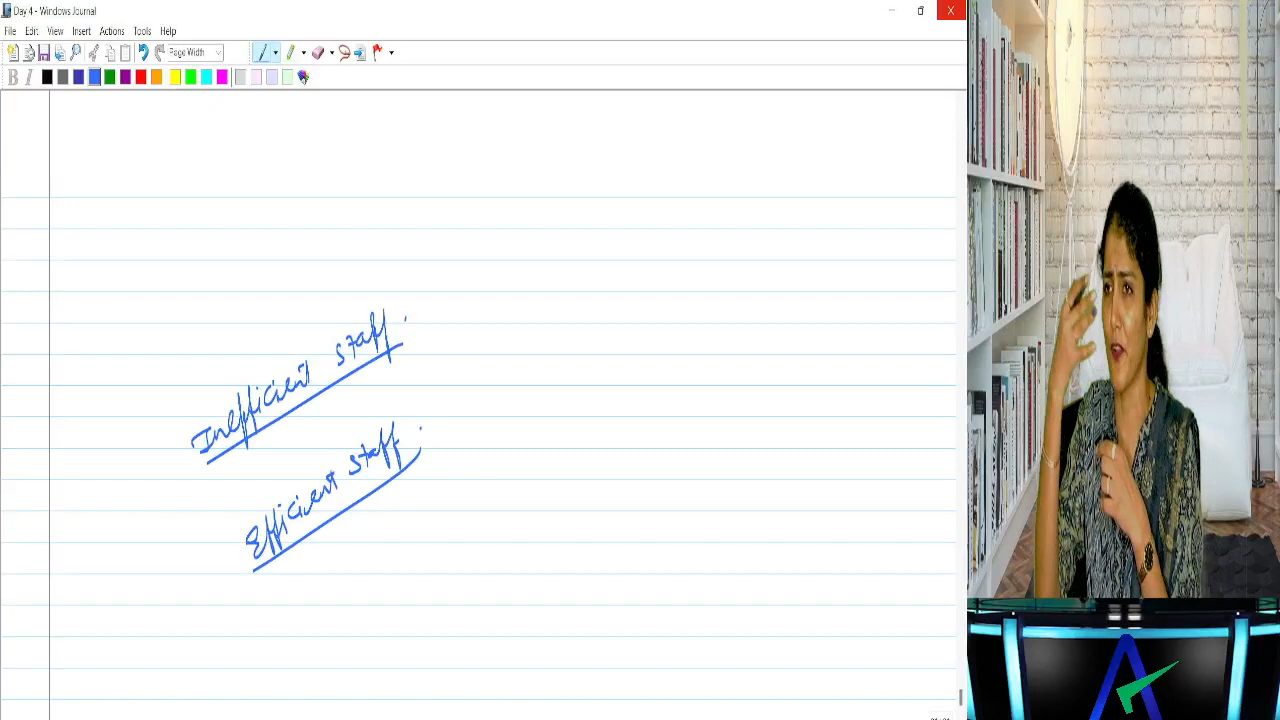 Day 4 - Windows Journal
File Edit View Insert Actions Tools Help
Page Width
B I
Inefficient staff.
Efficient staff.